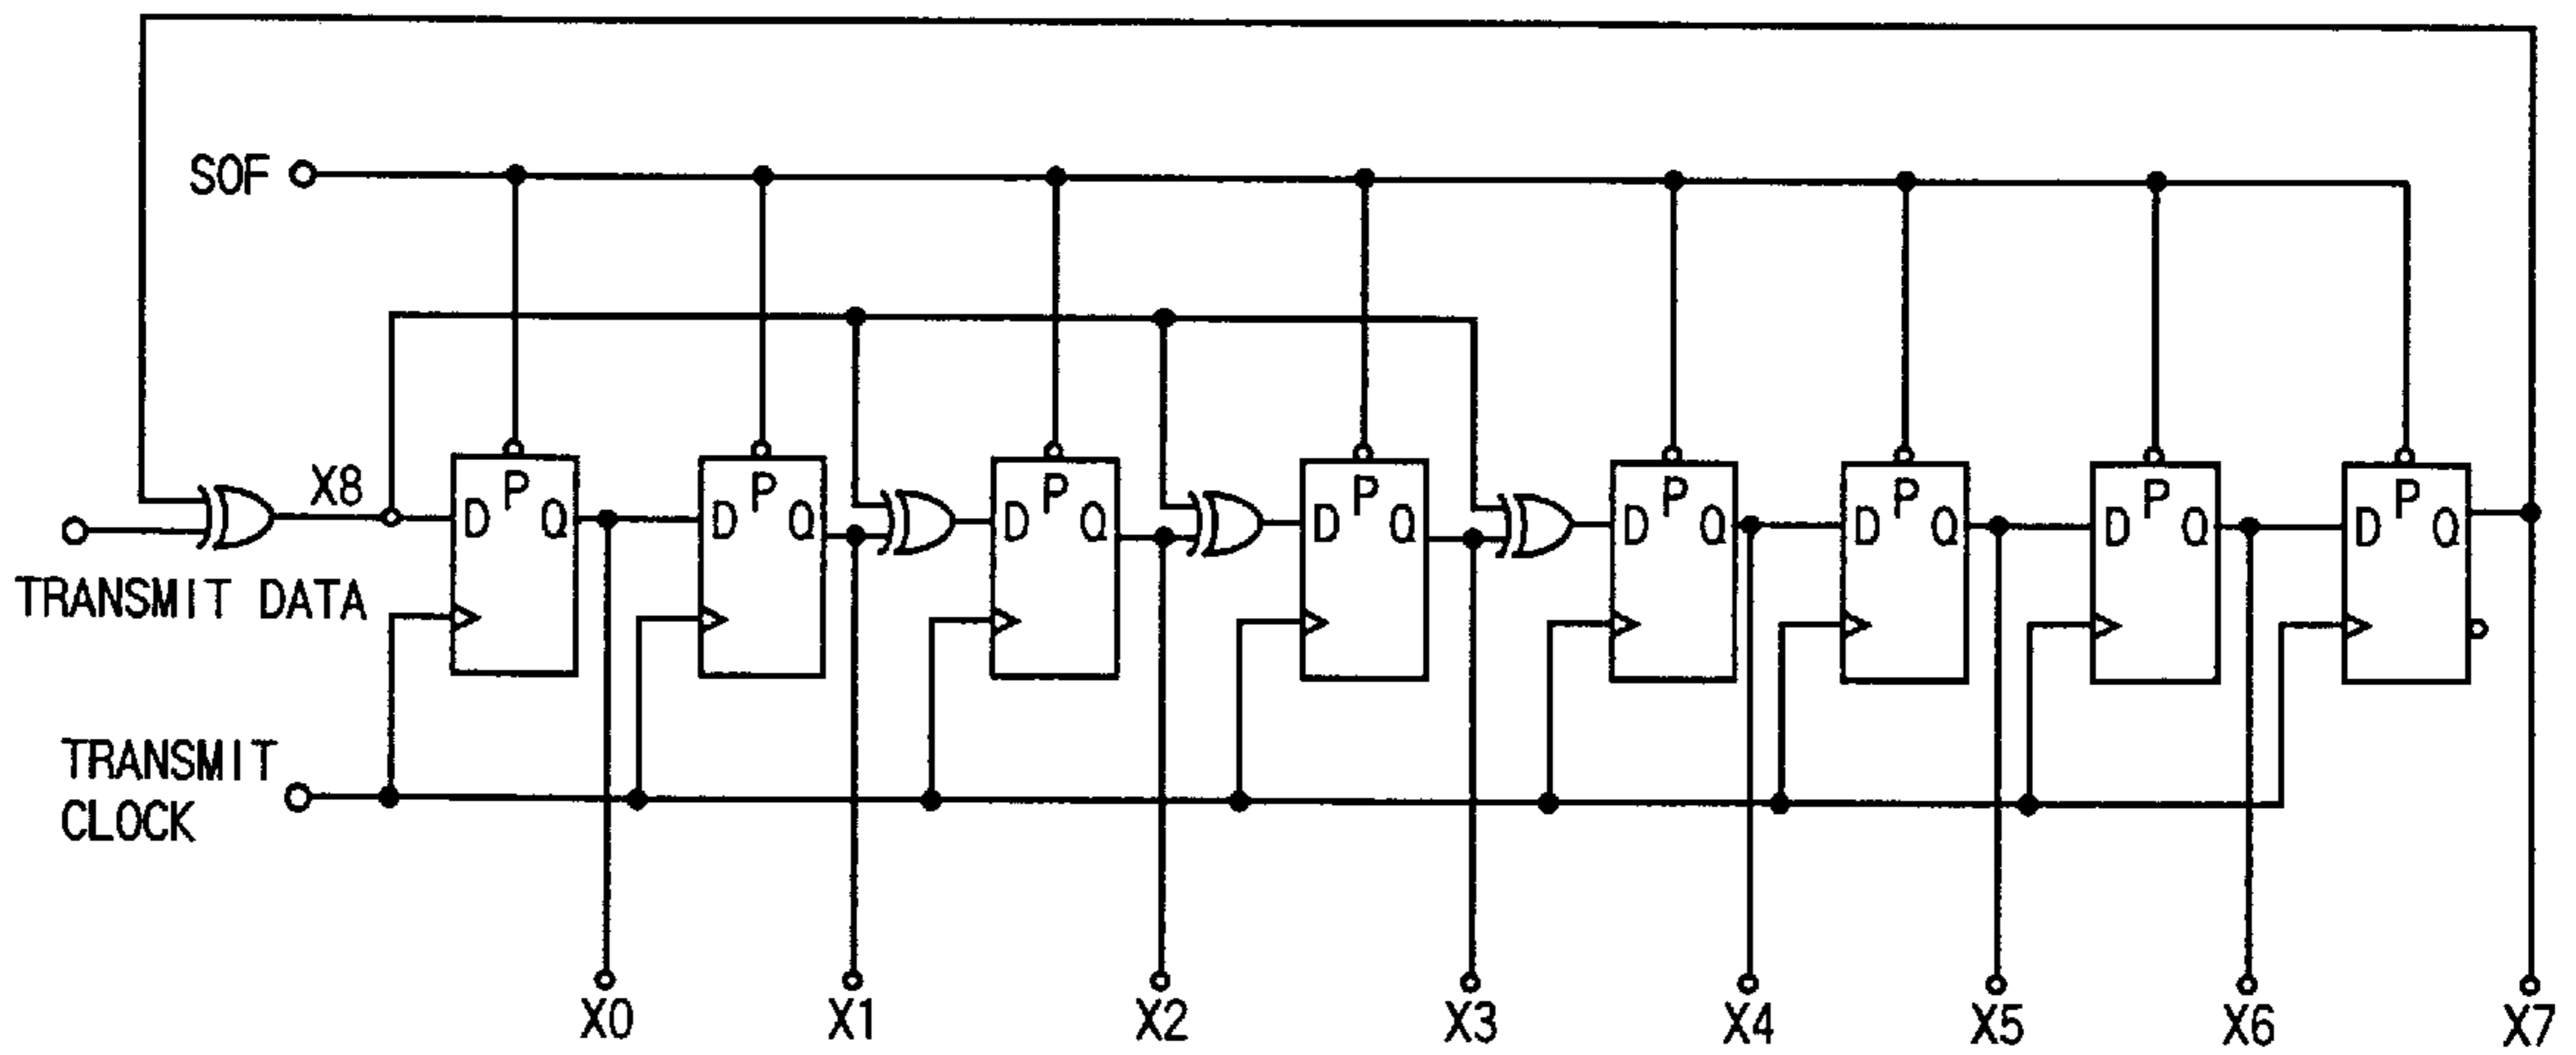 SOF
X8
P P P P P P P P
D Q D Q D Q D Q D Q D Q D Q D Q
TRANSMIT DATA
TRANSMIT
CLOCK
X0 X1 X2 X3 X4 X5 X6 X7